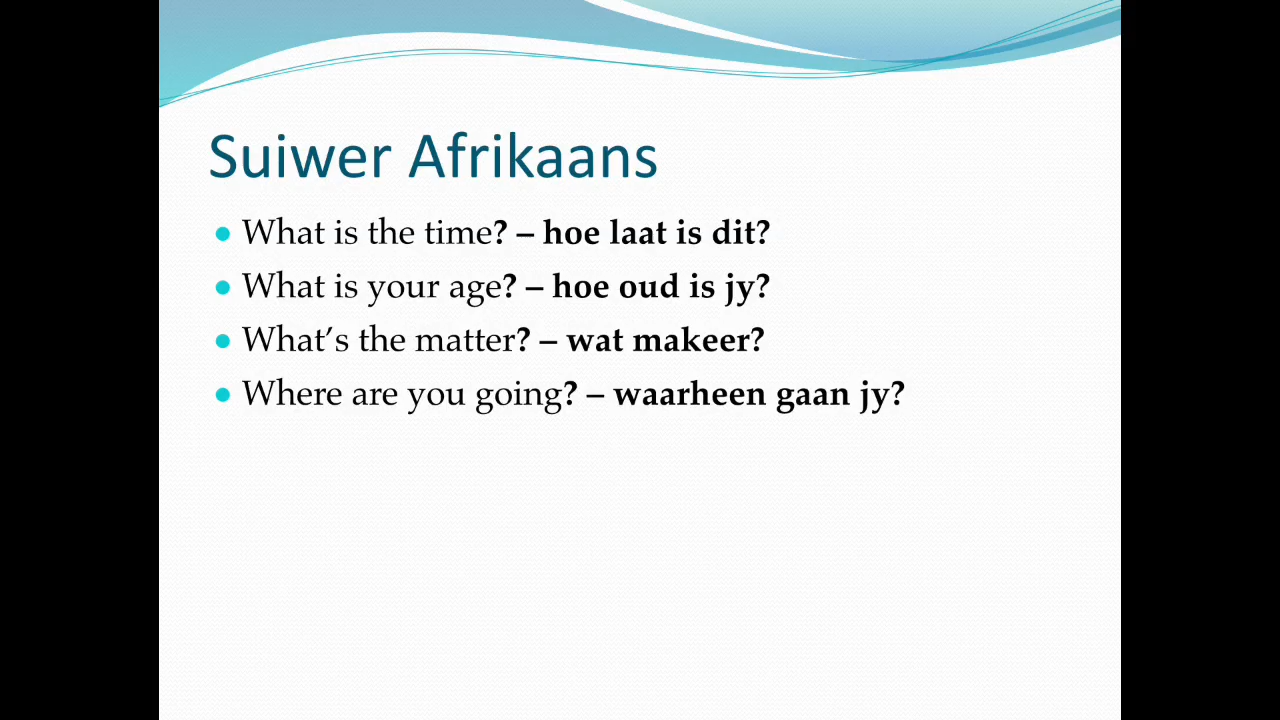 Suiwer Afrikaans
What is the time? – hoe laat is dit?
What is your age? – hoe oud is jy?
What’s the matter? – wat makeer?
Where are you going? – waarheen gaan jy?